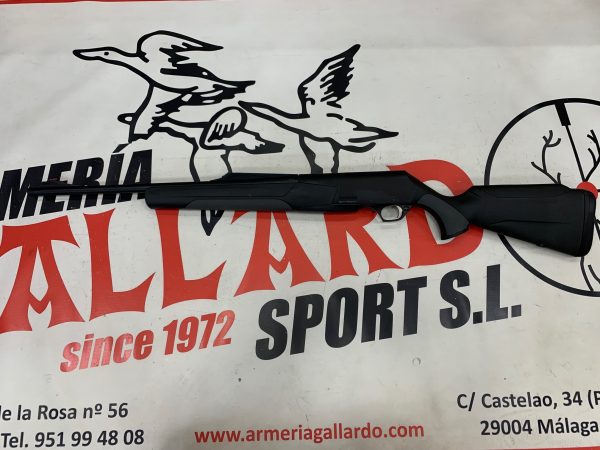 MERIA
ALLARD
since 1972 SPORT S.L.
de la Rosa nº 56
Tel. 951 99 48 08
www.armeriagallardo.com
C/ Castelao, 34 (P
29004 Málaga